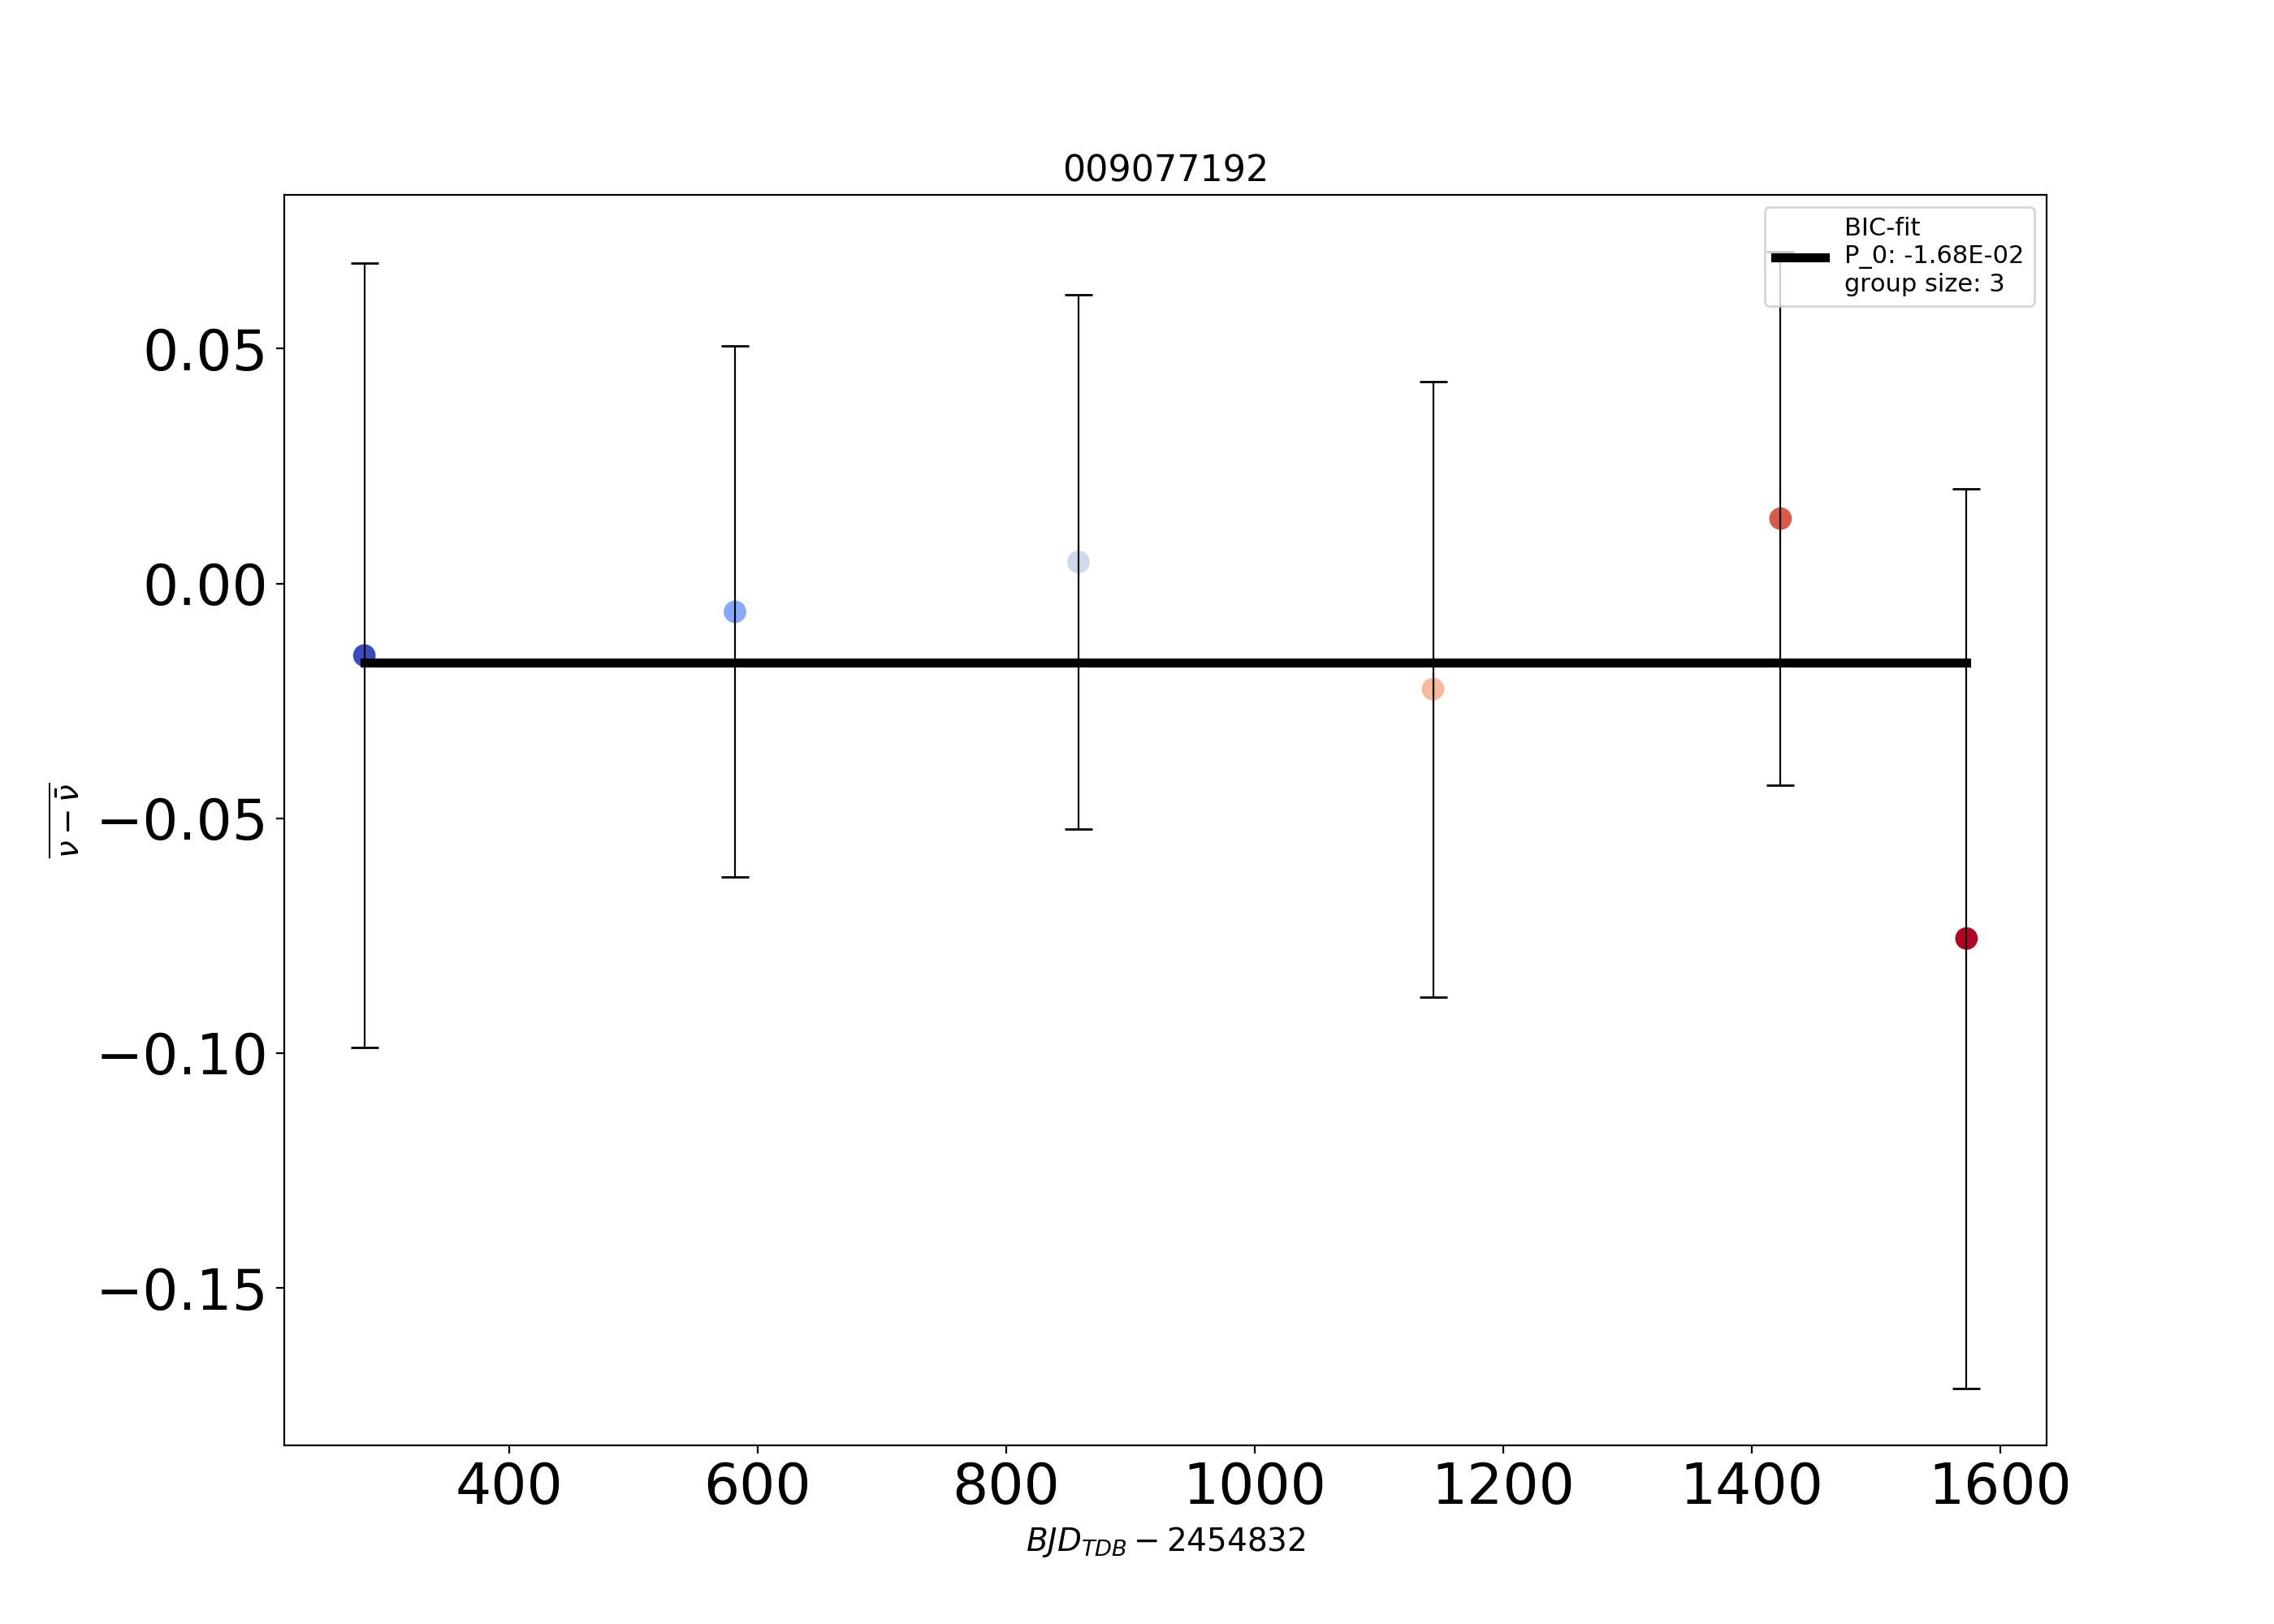 009077192
BIC-fit
P_0: -1.68E-02
group size: 3
0.05
0.00
−0.05
−0.10
−0.15
ν − ν̄
400 600 800 1000 1200 1400 1600
BJD_TDB − 2454832